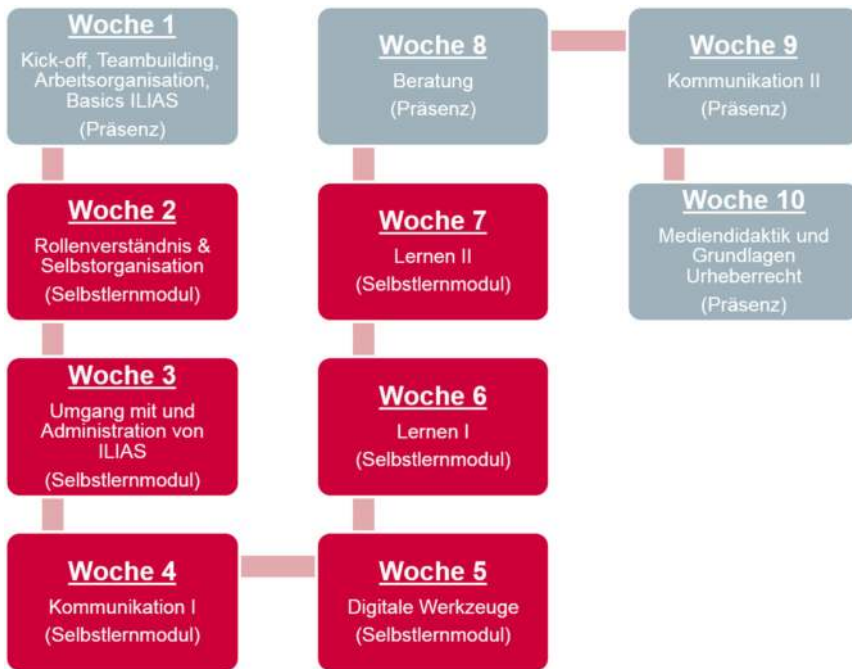 Woche 1
Kick-off, Teambuilding,
Arbeitsorganisation,
Basics ILIAS
(Präsenz)
Woche 2
Rollenverständnis &
Selbstorganisation
(Selbstlernmodul)
Woche 3
Umgang mit und
Administration von
ILIAS
(Selbstlernmodul)
Woche 4
Kommunikation I
(Selbstlernmodul)
Woche 5
Digitale Werkzeuge
(Selbstlernmodul)
Woche 6
Lernen I
(Selbstlernmodul)
Woche 7
Lernen II
(Selbstlernmodul)
Woche 8
Beratung
(Präsenz)
Woche 9
Kommunikation II
(Präsenz)
Woche 10
Mediendidaktik und
Grundlagen
Urheberrecht
(Präsenz)